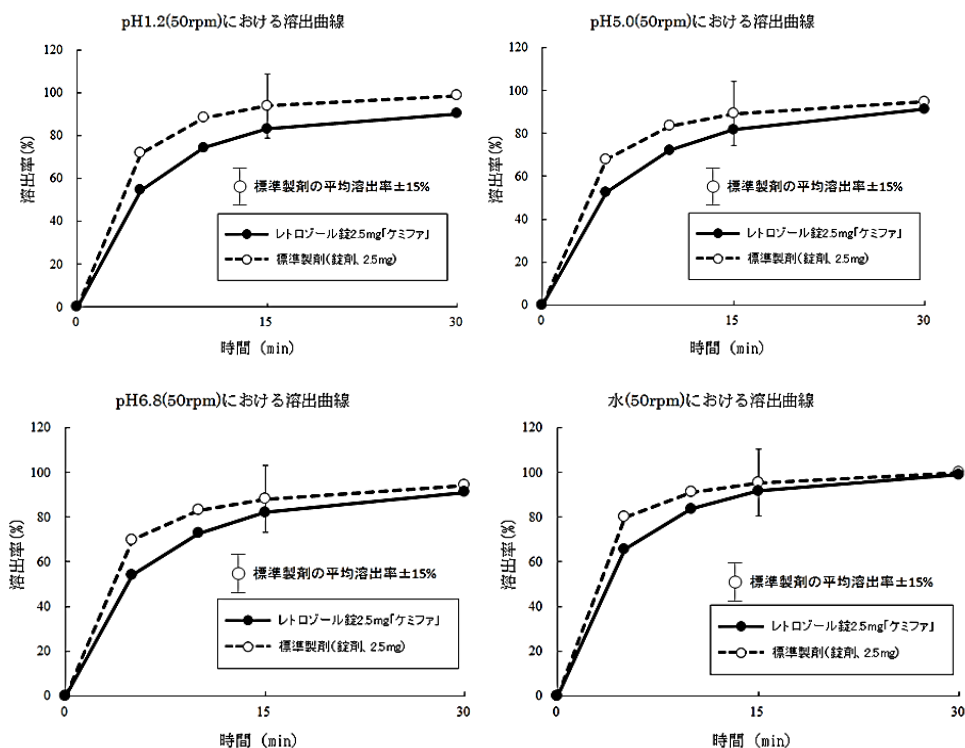 pH1.2(50rpm)における溶出曲線
120
100
80
60
40
20
0
溶出率(%)
標準製剤の平均溶出率±15%
レトロゾール錠2.5mg「ケミファ」
標準製剤(錠剤、2.5mg)
0
15
30
時間 (min)
pH5.0(50rpm)における溶出曲線
120
100
80
60
40
20
0
溶出率(%)
標準製剤の平均溶出率±15%
レトロゾール錠2.5mg「ケミファ」
標準製剤(錠剤、2.5mg)
0
15
30
時間 (min)
pH6.8(50rpm)における溶出曲線
120
100
80
60
40
20
0
溶出率(%)
標準製剤の平均溶出率±15%
レトロゾール錠2.5mg「ケミファ」
標準製剤(錠剤、2.5mg)
0
15
30
時間 (min)
水(50rpm)における溶出曲線
120
100
80
60
40
20
0
溶出率(%)
標準製剤の平均溶出率±15%
レトロゾール錠2.5mg「ケミファ」
標準製剤(錠剤、2.5mg)
0
15
30
時間 (min)